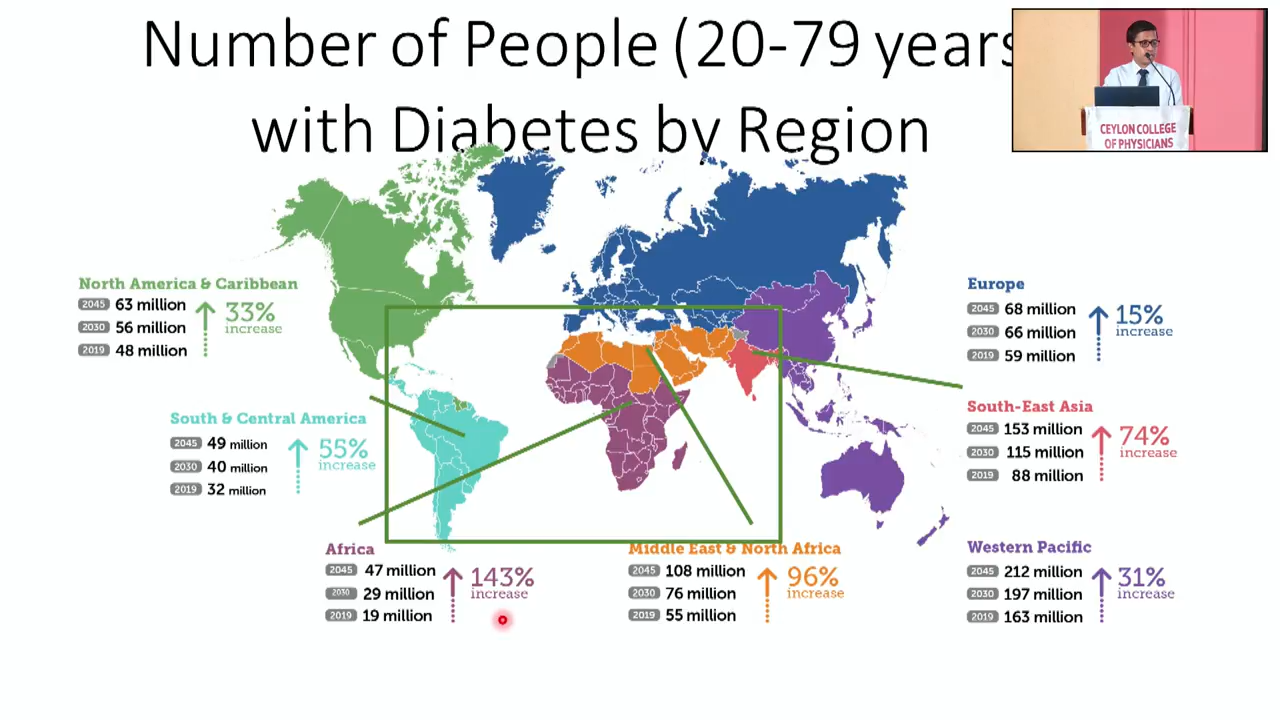 Number of People (20-79 years
with Diabetes by Region
CEYLON COLLEGE
OF PHYSICIANS
North America & Caribbean
2045 63 million
2030 56 million
2019 48 million
33%
increase
South & Central America
2045 49 million
2030 40 million
2019 32 million
55%
increase
Africa
2045 47 million
2030 29 million
2019 19 million
143%
increase
Middle East & North Africa
2045 108 million
2030 76 million
2019 55 million
96%
increase
Europe
2045 68 million
2030 66 million
2019 59 million
15%
increase
South-East Asia
2045 153 million
2030 115 million
2019 88 million
74%
increase
Western Pacific
2045 212 million
2030 197 million
2019 163 million
31%
increase